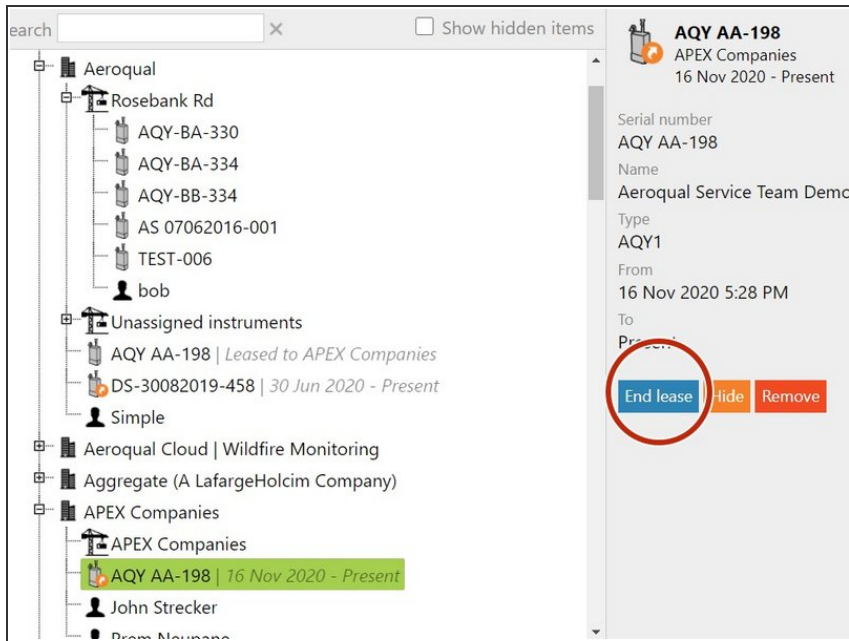 earch
Show hidden items
Aeroqual
Rosebank Rd
AQY-BA-330
AQY-BA-334
AQY-BB-334
AS 07062016-001
TEST-006
bob
Unassigned instruments
AQY AA-198 | Leased to APEX Companies
DS-30082019-458 | 30 Jun 2020 - Present
Simple
Aeroqual Cloud | Wildfire Monitoring
Aggregate (A LafargeHolcim Company)
APEX Companies
APEX Companies
AQY AA-198 | 16 Nov 2020 - Present
John Strecker
Prem Neupane
AQY AA-198
APEX Companies
16 Nov 2020 - Present
Serial number
AQY AA-198
Name
Aeroqual Service Team Demo
Type
AQY1
From
16 Nov 2020 5:28 PM
To
Present
End lease
Hide
Remove